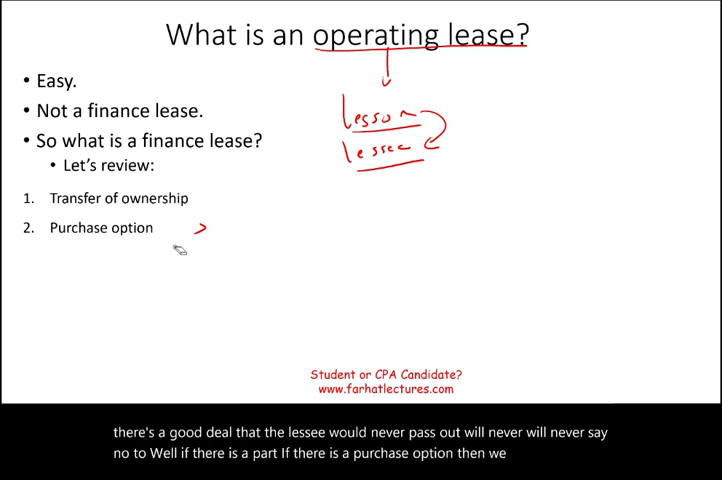 What is an operating lease?
• Easy.
• Not a finance lease.
• So what is a finance lease?
• Let's review:
1. Transfer of ownership
2. Purchase option
lessor
lessee
Student or CPA Candidate?
www.farhatlectures.com
there's a good deal that the lessee would never pass out will never will never say
no to Well if there is a part If there is a purchase option then we